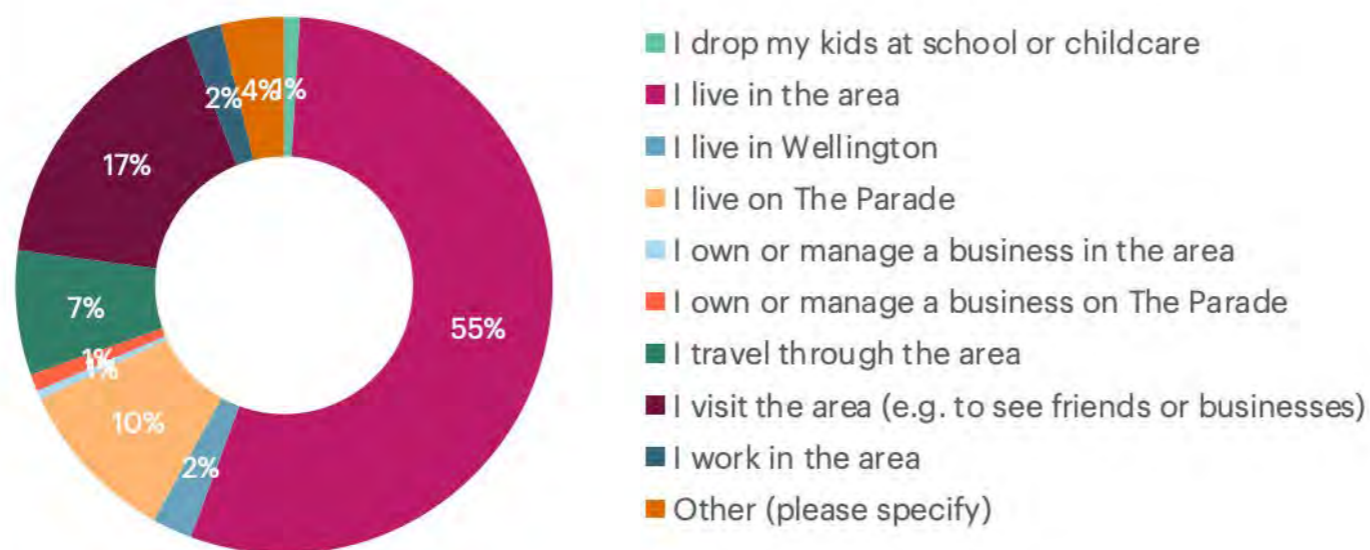 2%
4%
1%
17%
7%
1%
1%
10%
2%
55%
I drop my kids at school or childcare
I live in the area
I live in Wellington
I live on The Parade
I own or manage a business in the area
I own or manage a business on The Parade
I travel through the area
I visit the area (e.g. to see friends or businesses)
I work in the area
Other (please specify)